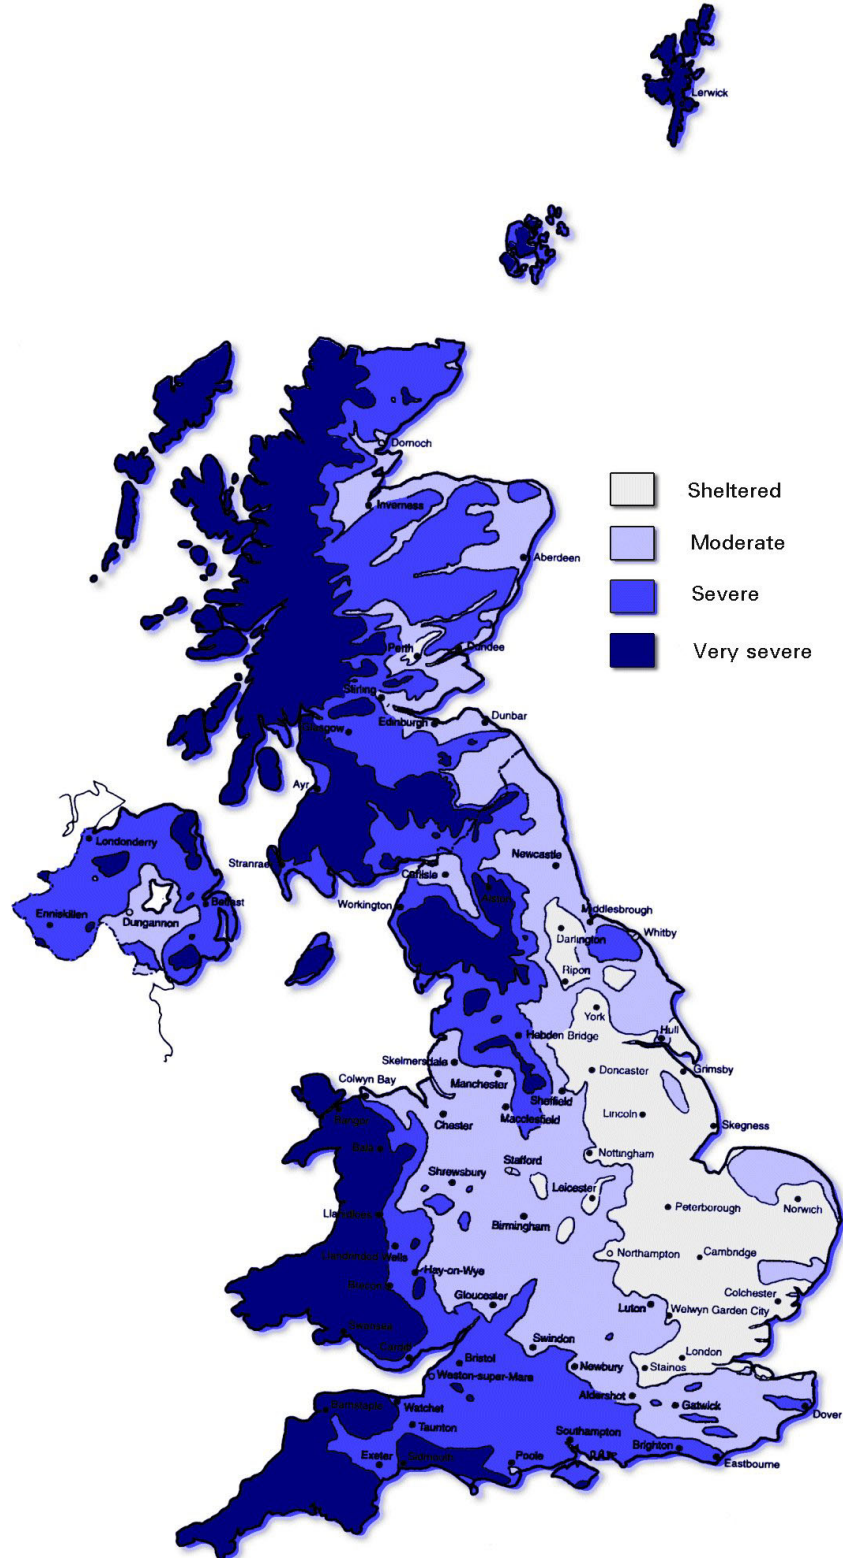 Lerwick
Dornoch
Sheltered
Inverness
Moderate
Aberdeen
Severe
Perth
Dundee
Very severe
Stirling
Edinburgh
Dunbar
Ayr
Londonderry
Newcastle
Stranrae
Carlisle
Workington
Belfast
Enniskillen
Dungannon
Middlesbrough
Whitby
Darlington
Ripon
York
Hull
Hebden Bridge
Skelmersdale
Doncaster
Grimsby
Manchester
Colwyn Bay
Sheffield
Chester
Macclesfield
Lincoln
Skegness
Nottingham
Stafford
Shrewsbury
Leicester
Peterborough
Norwich
Birmingham
Northampton
Cambridge
Hay-on-Wye
Gloucester
Colchester
Luton
Welwyn Garden City
Swindon
London
Bristol
Newbury
Stainos
Weston-super-Mare
Aldershot
Gatwick
Watchet
Dover
Taunton
Southampton
Brighton
Exeter
Poole
Eastbourne